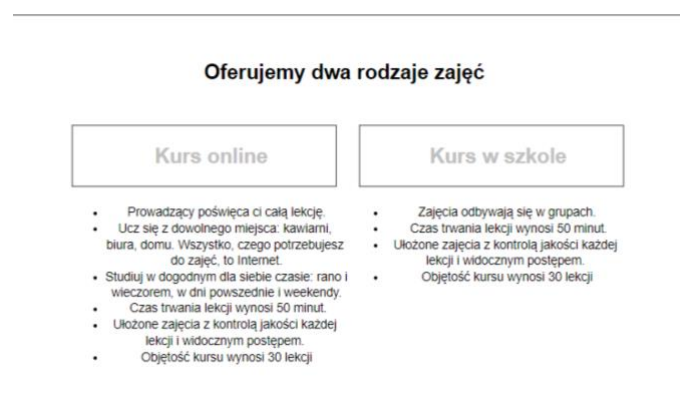 Oferujemy dwa rodzaje zajęć
Kurs online
• Prowadzący poświęca ci całą lekcję.
• Ucz się z dowolnego miejsca: kawiarni,
biura, domu. Wszystko, czego potrzebujesz
do zajęć, to Internet.
• Studiuj w dogodnym dla siebie czasie: rano i
wieczorem, w dni powszednie i weekendy.
• Czas trwania lekcji wynosi 50 minut.
• Ułożone zajęcia z kontrolą jakości każdej
lekcji i widocznym postępem.
• Objętość kursu wynosi 30 lekcji
Kurs w szkole
• Zajęcia odbywają się w grupach.
• Czas trwania lekcji wynosi 50 minut.
• Ułożone zajęcia z kontrolą jakości każdej
lekcji i widocznym postępem.
• Objętość kursu wynosi 30 lekcji